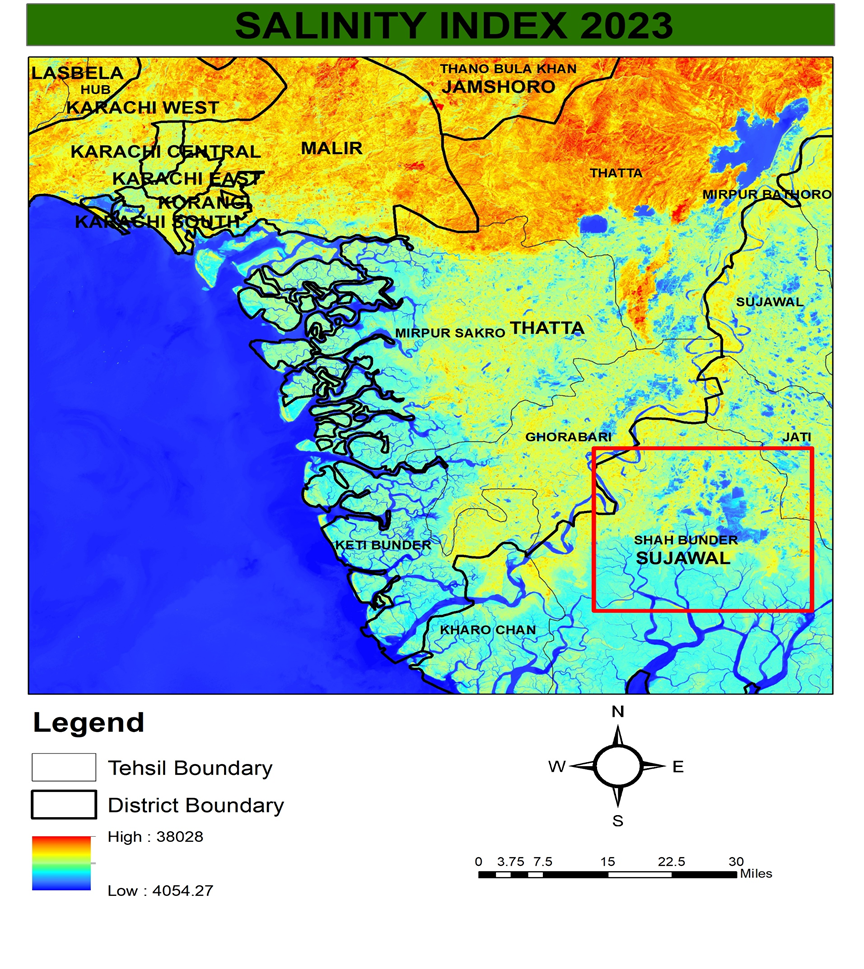 SALINITY INDEX 2023
LASBELA
HUB
KARACHI WEST
THANO BULA KHAN
JAMSHORO
KARACHI CENTRAL
MALIR
KARACHI EAST
THATTA
KORANGI
MIRPUR BATHORO
KARACHI SOUTH
SUJAWAL
MIRPUR SAKRO
THATTA
GHORABARI
JATI
KETI BUNDER
SHAH BUNDER
SUJAWAL
KHARO CHAN
Legend
Tehsil Boundary
District Boundary
High : 38028
Low : 4054.27
N
W
E
S
0 3.75 7.5 15 22.5 30
Miles